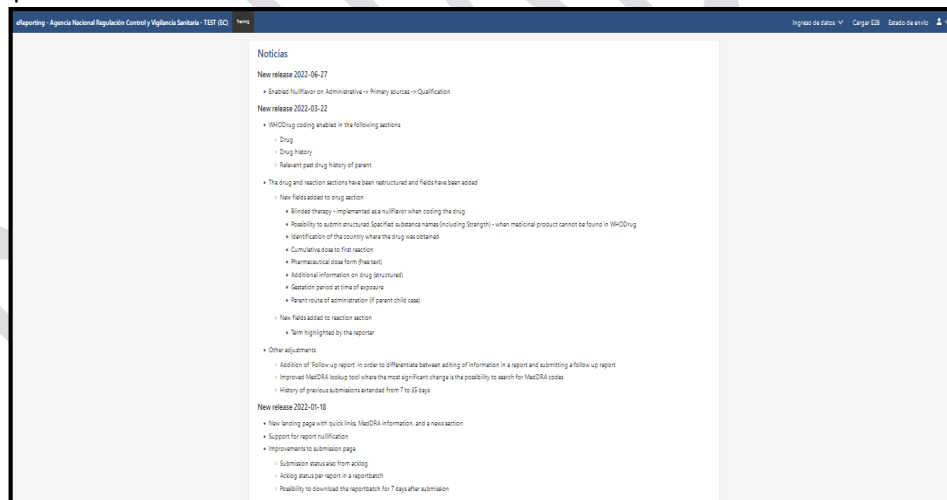 eReporting - Agencia Nacional Regulación Control y Vigilancia Sanitaria - TEST (EC) Training Ingreso de datos Cargar E2B Estado de envío
Noticias
New release 2022-06-27
Enabled Nullflavor on Administrative -> Primary sources -> Qualification
New release 2022-03-22
WHODrug coding enabled in the following sections
Drug
Drug history
Relevant past drug history of parent
The drug and reaction sections have been restructured and fields have been added
New fields added to drug section
Blinded therapy - implemented as a nullflavor when coding the drug
Possibility to submit structured Specified substance names (including Strength) - when medicinal product cannot be found in WHODrug
Identification of the country where the drug was obtained
Cumulative dose to first reaction
Pharmaceutical dose form (free text)
Additional information on drug (structured)
Gestation period at time of exposure
Parent route of administration (if parent child case)
New fields added to reaction section
Term highlighted by the reporter
Other adjustments
Addition of 'Follow up report' in order to differentiate between editing of information in a report and submitting a follow up report
Improved MedDRA lookup tool where the most significant change is the possibility to search for MedDRA codes
History of previous submissions extended from 7 to 35 days
New release 2022-01-18
New landing page with quick links, MedDRA information, and a news section
Support for report nullification
Improvements to submission page
Submission status also from acklog
Acklog status per report in a reportbatch
Possibility to download the reportbatch for 7 days after submission